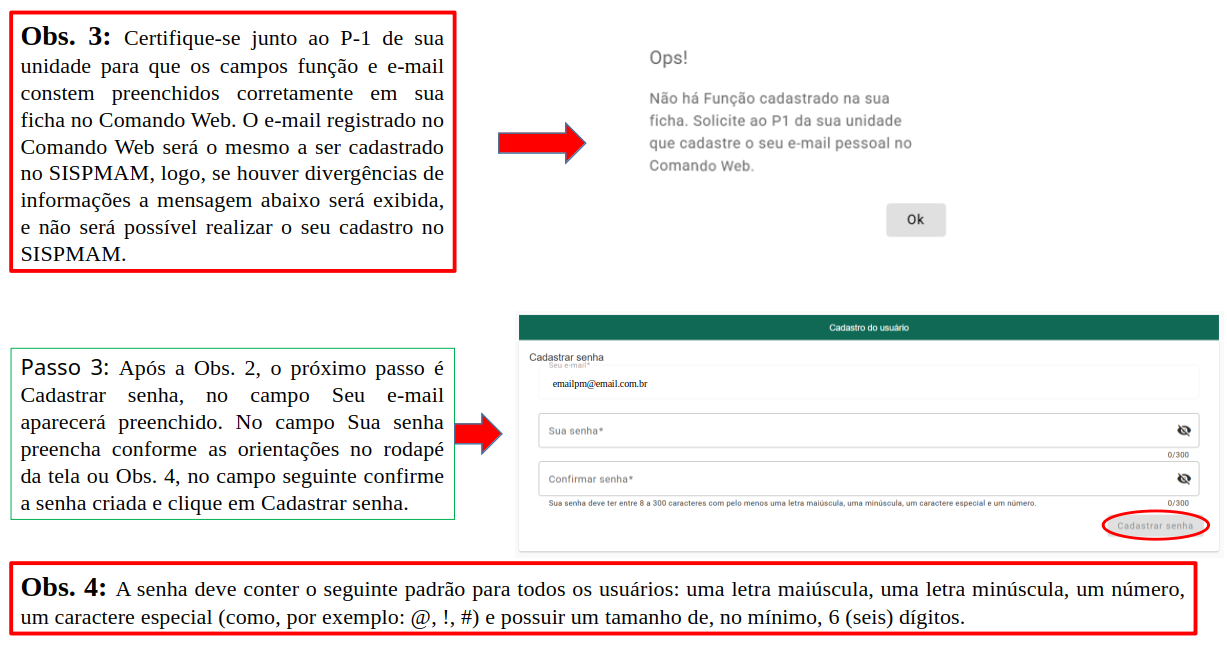 Obs. 3: Certifique-se junto ao P-1 de sua
unidade para que os campos função e e-mail
constem preenchidos corretamente em sua
ficha no Comando Web. O e-mail registrado no
Comando Web será o mesmo a ser cadastrado
no SISPMAM, logo, se houver divergências de
informações a mensagem abaixo será exibida,
e não será possível realizar o seu cadastro no
SISPMAM.
Ops!
Não há Função cadastrado na sua
ficha. Solicite ao P1 da sua unidade
que cadastre o seu e-mail pessoal no
Comando Web.
Ok
Passo 3: Após a Obs. 2, o próximo passo é
Cadastrar senha, no campo Seu e-mail
aparecerá preenchido. No campo Sua senha
preencha conforme as orientações no rodapé
da tela ou Obs. 4, no campo seguinte confirme
a senha criada e clique em Cadastrar senha.
Cadastro do usuário
Cadastrar senha
Seu e-mail*
emailpm@email.com.br
Sua senha*
0/300
Confirmar senha*
Sua senha deve ter entre 8 a 300 caracteres com pelo menos uma letra maiúscula, uma minúscula, um caractere especial e um número.
0/300
Cadastrar senha
Obs. 4: A senha deve conter o seguinte padrão para todos os usuários: uma letra maiúscula, uma letra minúscula, um número,
um caractere especial (como, por exemplo: @, !, #) e possuir um tamanho de, no mínimo, 6 (seis) dígitos.